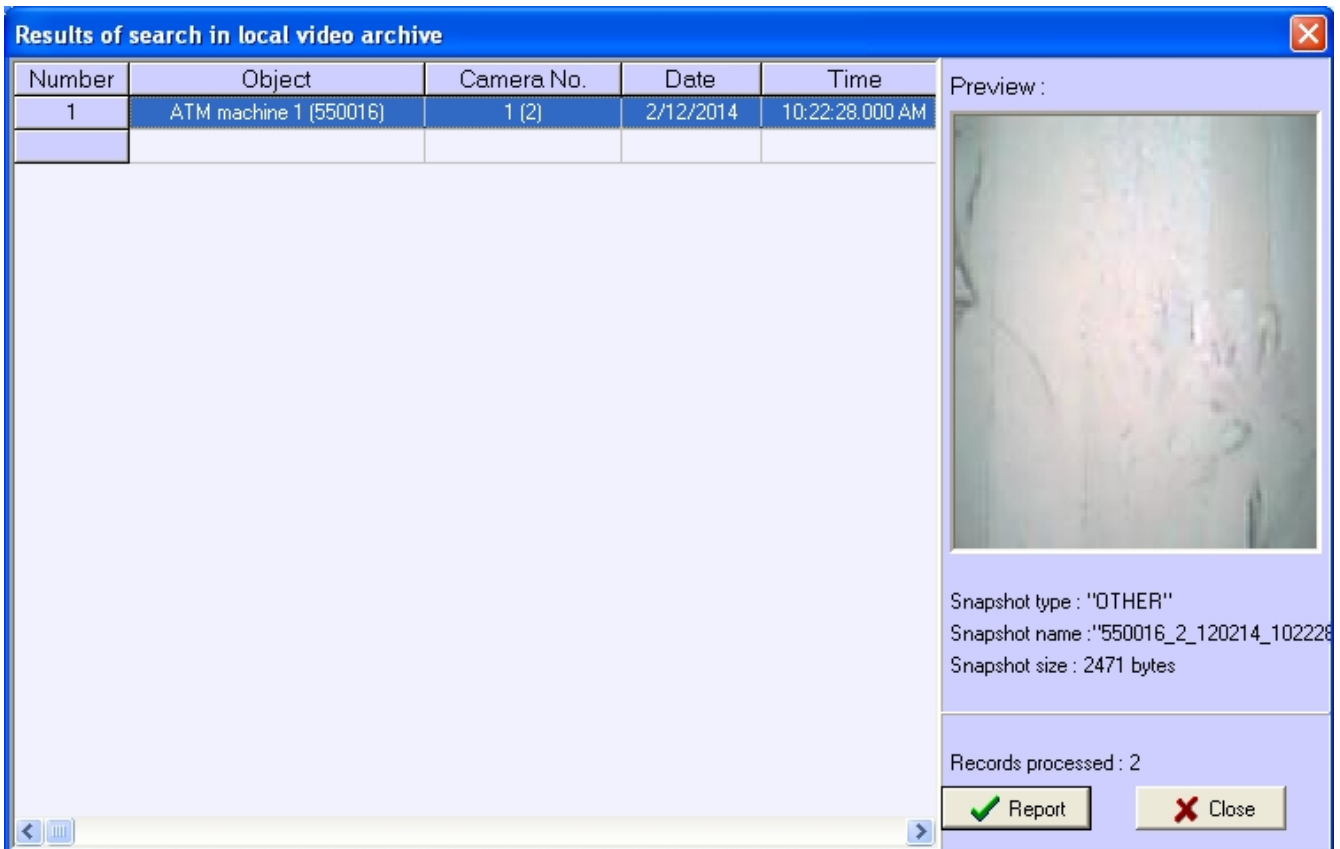 Results of search in local video archive
Number Object Camera No. Date Time
1 ATM machine 1 (550016) 1 (2) 2/12/2014 10:22:28.000 AM
Preview :
Snapshot type : "OTHER"
Snapshot name :"550016_2_120214_102228
Snapshot size : 2471 bytes
Records processed : 2
Report Close